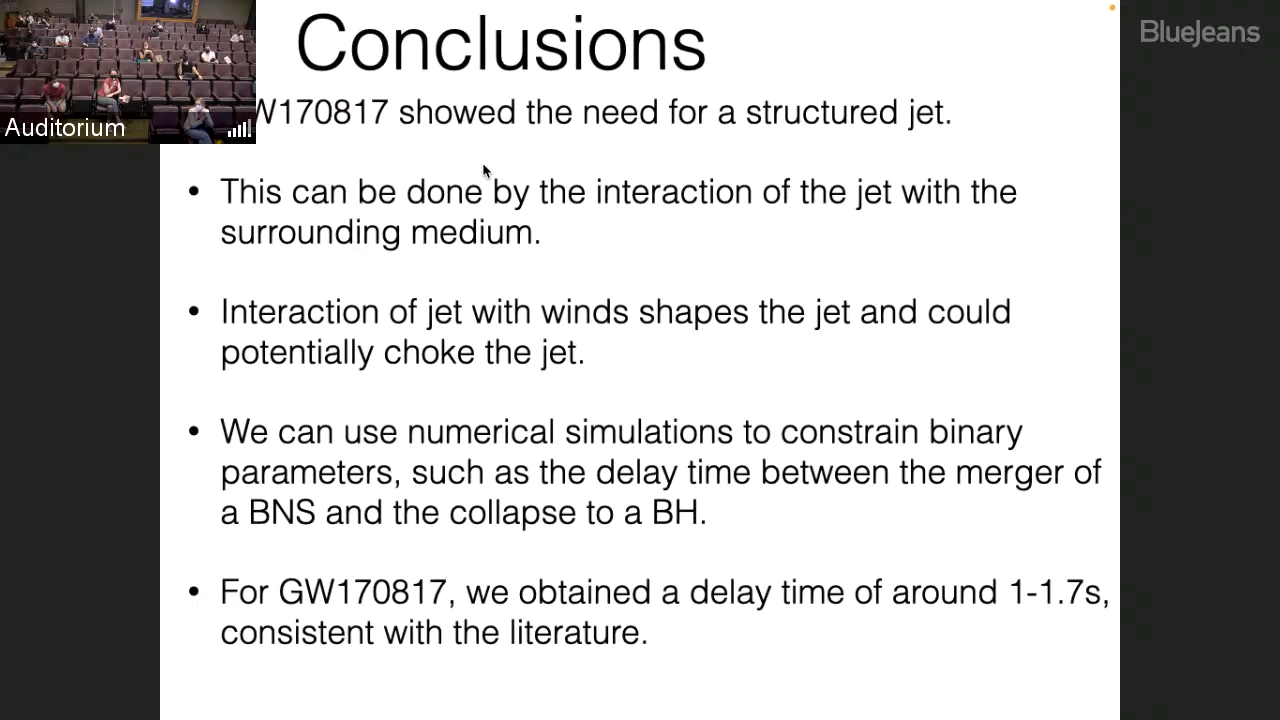 Conclusions
BlueJeans
W170817 showed the need for a structured jet.
Auditorium
• This can be done by the interaction of the jet with the
surrounding medium.
• Interaction of jet with winds shapes the jet and could
potentially choke the jet.
• We can use numerical simulations to constrain binary
parameters, such as the delay time between the merger of
a BNS and the collapse to a BH.
• For GW170817, we obtained a delay time of around 1-1.7s,
consistent with the literature.